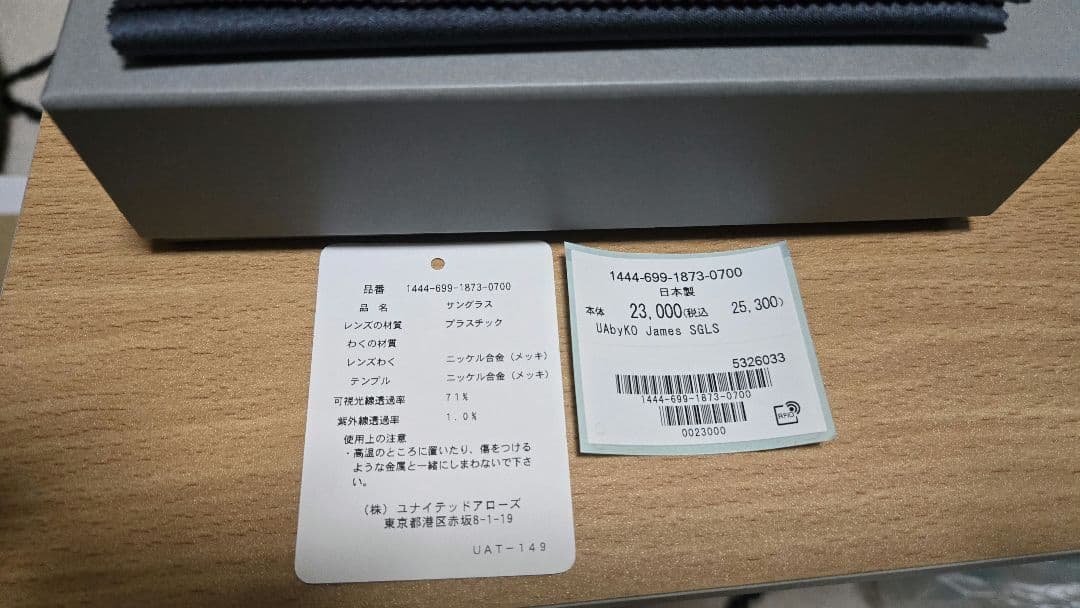 品番 1444-699-1873-0700
品 名 サングラス
レンズの材質 プラスチック
わくの材質
レンズわく ニッケル合金（メッキ）
テンプル ニッケル合金（メッキ）
可視光線透過率 71%
紫外線透過率 1.0%
使用上の注意
・高温のところに置いたり、傷をつける
ような金属と一緒にしまわないで下さ
い。
（株） ユナイテッドアローズ
東京都港区赤坂8-1-19
UAT-149
1444-699-1873-0700
日本製
本体 23,000(税込 25,300)
UAbyKO James SGLS
5326033
1444-699-1873-0700
0023000
RFID